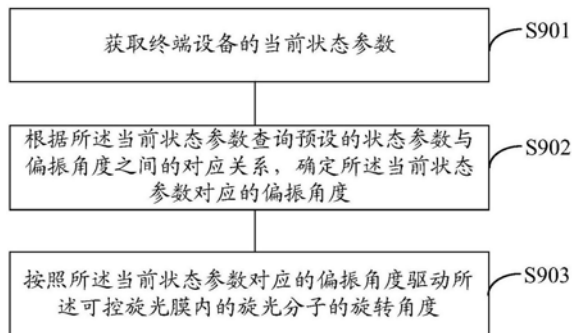 获取终端设备的当前状态参数
S901
根据所述当前状态参数查询预设的状态参数与
偏振角度之间的对应关系，确定所述当前状态
参数对应的偏振角度
S902
按照所述当前状态参数对应的偏振角度驱动所
述可控旋光膜内的旋光分子的旋转角度
S903